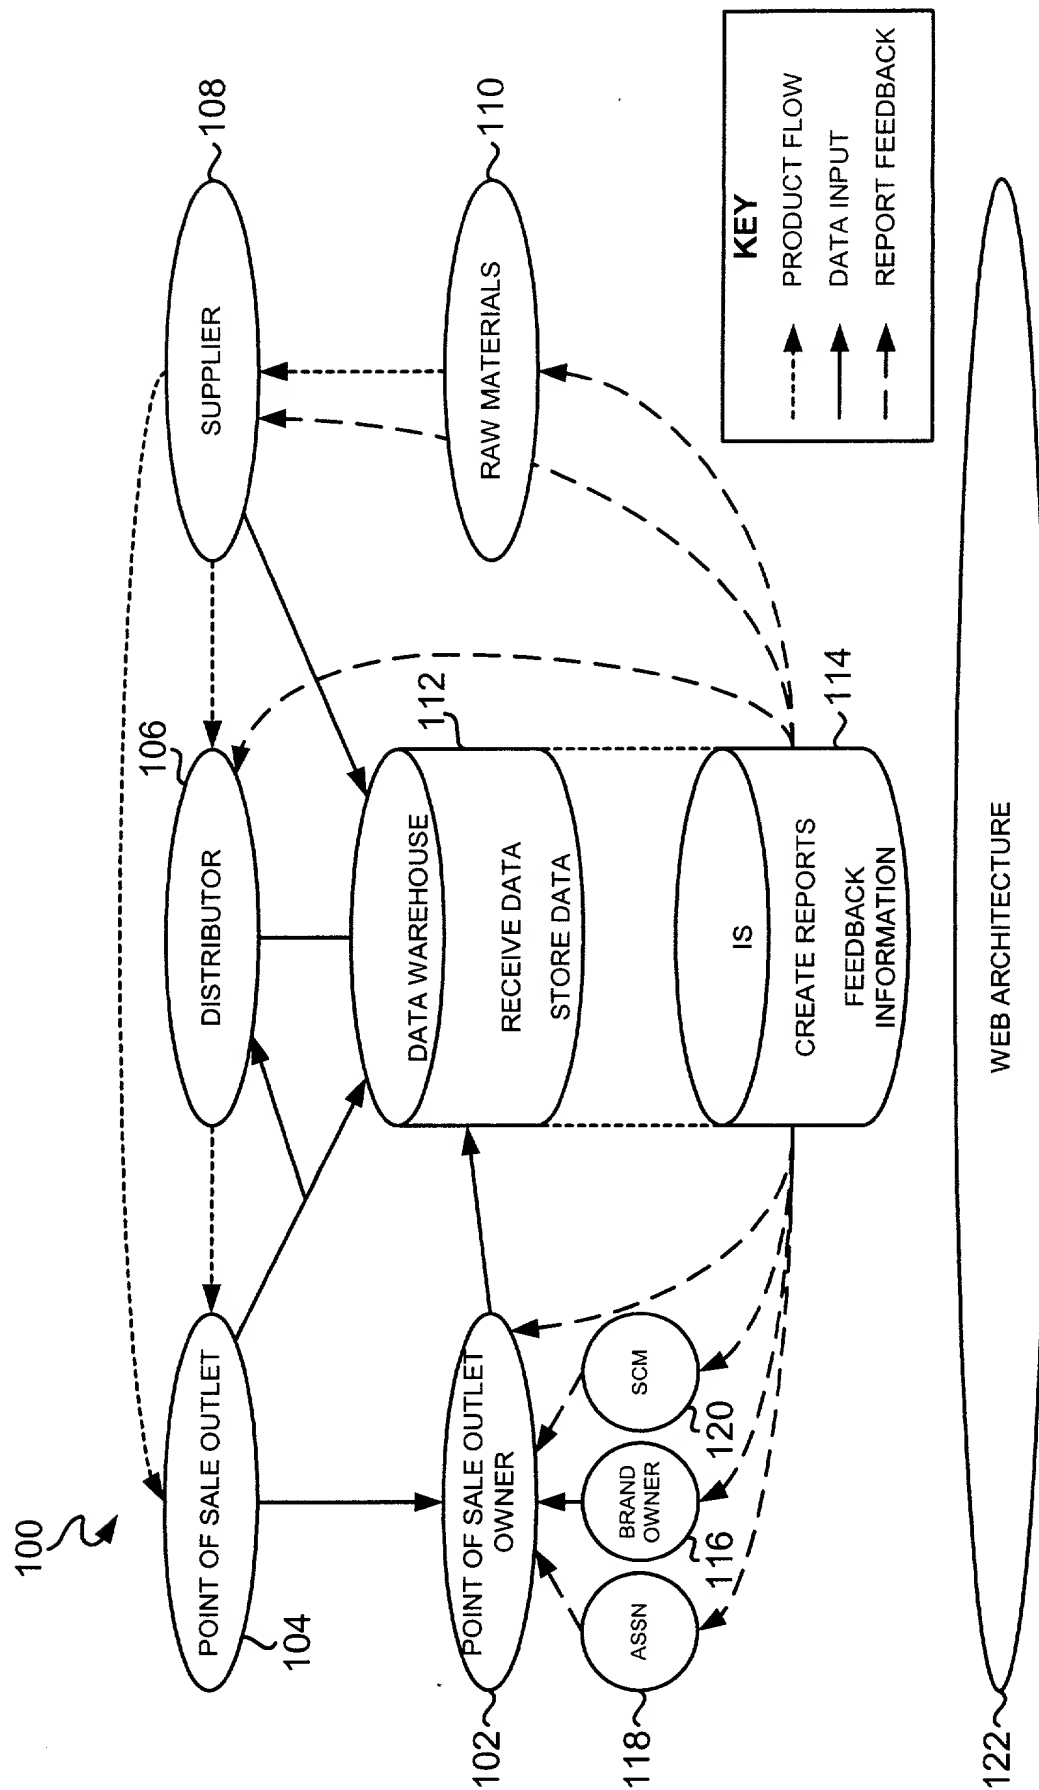 100
POINT OF SALE OUTLET
104
DISTRIBUTOR
106
SUPPLIER
108
POINT OF SALE OUTLET
OWNER
102
DATA WAREHOUSE
RECEIVE DATA
STORE DATA
112
RAW MATERIALS
110
ASSN
118
BRAND
OWNER
116
SCM
120
IS
CREATE REPORTS
FEEDBACK
INFORMATION
114
KEY
PRODUCT FLOW
DATA INPUT
REPORT FEEDBACK
WEB ARCHITECTURE
122